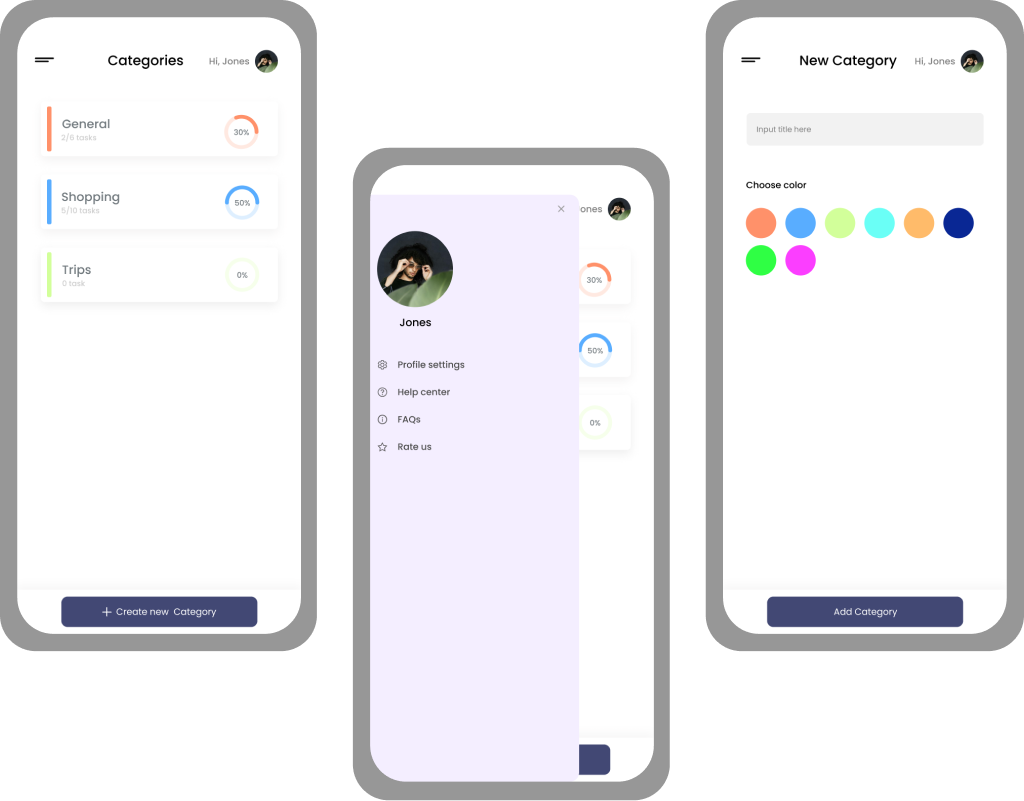 Categories
Hi, Jones
General
2/6 tasks
30%
Shopping
5/10 tasks
50%
Trips
0 task
0%
Create new Category
ones
Jones
Profile settings
Help center
FAQs
Rate us
30%
50%
0%
New Category
Hi, Jones
Input title here
Choose color
Add Category